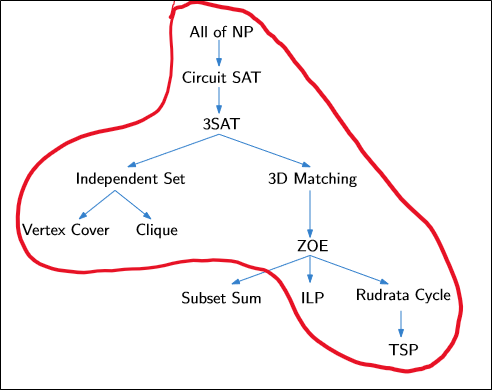 All of NP
Circuit SAT
3SAT
Independent Set
3D Matching
Vertex Cover
Clique
ZOE
Subset Sum
ILP
Rudrata Cycle
TSP